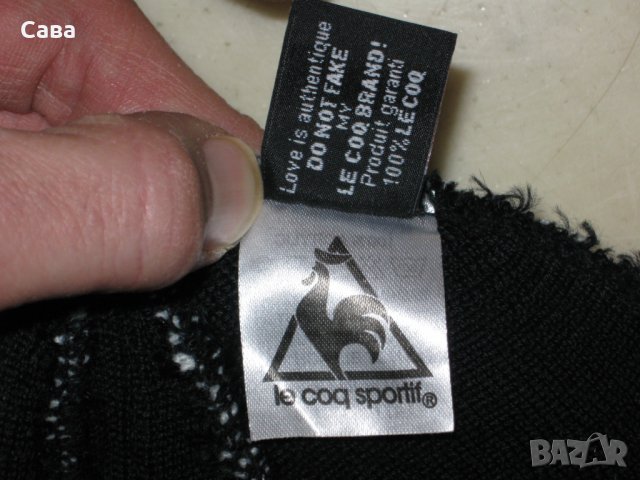 Сава
Love is authentique
DO NOT FAKE
MY
LE COQ BRAND!
Produit garanti
100% LE COQ
le coq sportif®
BAZAR